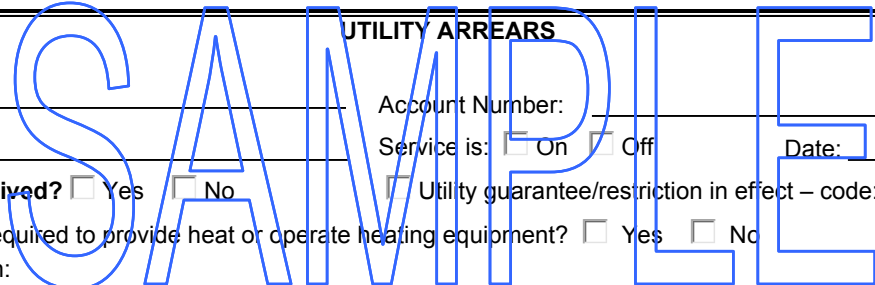 UTILITY ARREARS
SAMPLE
Account Number:
Service is: On Off Date:
ived? Yes No Utility guarantee/restriction in effect – code:
equired to provide heat or operate heating equipment? Yes No
n: